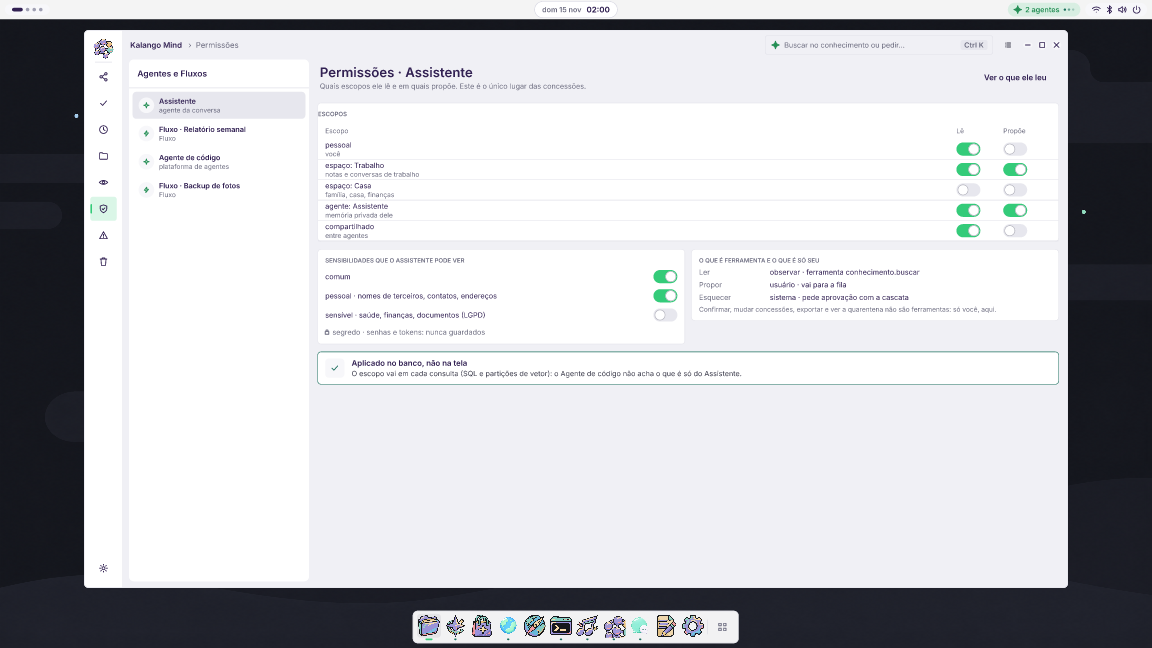 dom 15 nov 02:00
2 agentes
Kalango Mind › Permissões
Buscar no conhecimento ou pedir...
Ctrl K
Agentes e Fluxos
Assistente
agente da conversa
Fluxo · Relatório semanal
Fluxo
Agente de código
plataforma de agentes
Fluxo · Backup de fotos
Fluxo
Permissões · Assistente
Quais escopos ele lê e em quais propõe. Este é o único lugar das concessões.
Ver o que ele leu
ESCOPOS
Escopo Lê Propõe
pessoal
você
espaço: Trabalho
notas e conversas de trabalho
espaço: Casa
família, casa, finanças
agente: Assistente
memória privada dele
compartilhado
entre agentes
SENSIBILIDADES QUE O ASSISTENTE PODE VER
comum
pessoal · nomes de terceiros, contatos, endereços
sensível · saúde, finanças, documentos (LGPD)
segredo · senhas e tokens: nunca guardados
O QUE É FERRAMENTA E O QUE É SÓ SEU
Ler observar · ferramenta conhecimento.buscar
Propor usuário · vai para a fila
Esquecer sistema · pede aprovação com a cascata
Confirmar, mudar concessões, exportar e ver a quarentena não são ferramentas: só você, aqui.
Aplicado no banco, não na tela
O escopo vai em cada consulta (SQL e partições de vetor): o Agente de código não acha o que é só do Assistente.